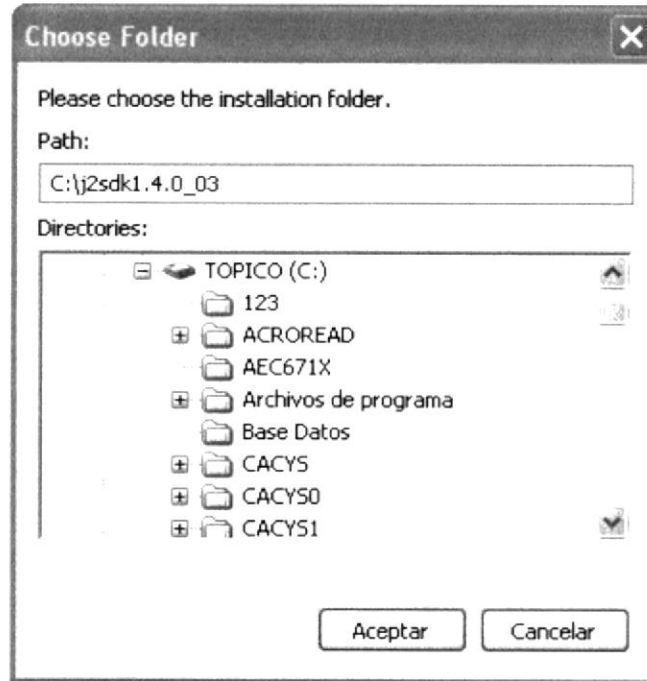 Choose Folder
Please choose the installation folder.
Path:
C:\j2sdk1.4.0_03
Directories:
TOPICO (C:)
123
ACROREAD
AEC671X
Archivos de programa
Base Datos
CACYS
CACYS0
CACYS1
Aceptar Cancelar